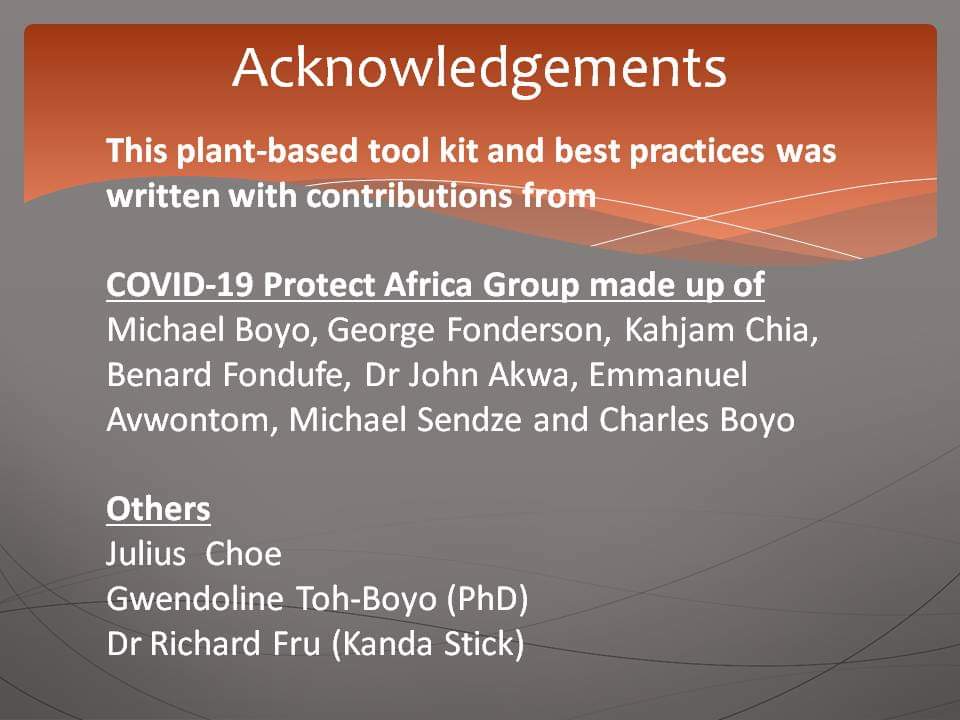 Acknowledgements
This plant-based tool kit and best practices was
written with contributions from
COVID-19 Protect Africa Group made up of
Michael Boyo, George Fonderson, Kahjam Chia,
Benard Fondufe, Dr John Akwa, Emmanuel
Avwontom, Michael Sendze and Charles Boyo
Others
Julius  Choe
Gwendoline Toh-Boyo (PhD)
Dr Richard Fru (Kanda Stick)